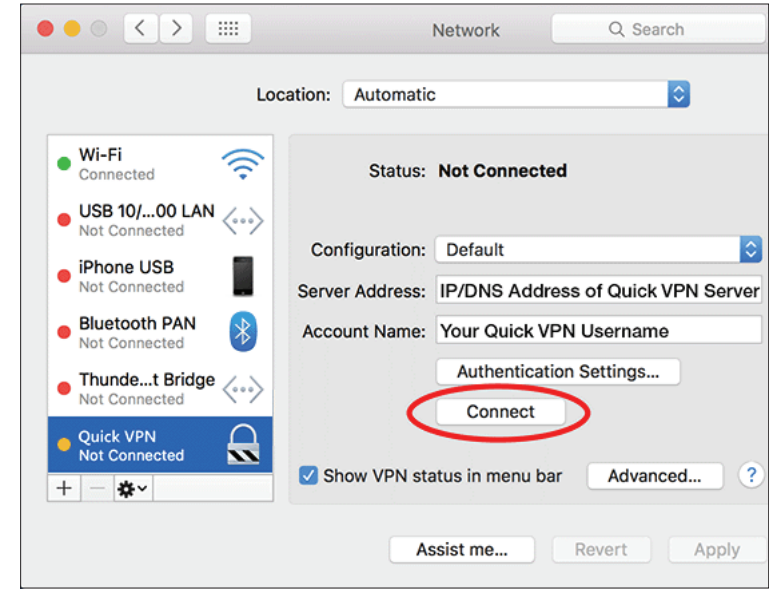 Network
Search
Location: Automatic
Wi-Fi
Connected
USB 10/...00 LAN
Not Connected
iPhone USB
Not Connected
Bluetooth PAN
Not Connected
Thunde...t Bridge
Not Connected
Quick VPN
Not Connected
Status: Not Connected
Configuration: Default
Server Address: IP/DNS Address of Quick VPN Server
Account Name: Your Quick VPN Username
Authentication Settings...
Connect
Show VPN status in menu bar
Advanced...
?
Assist me...
Revert
Apply